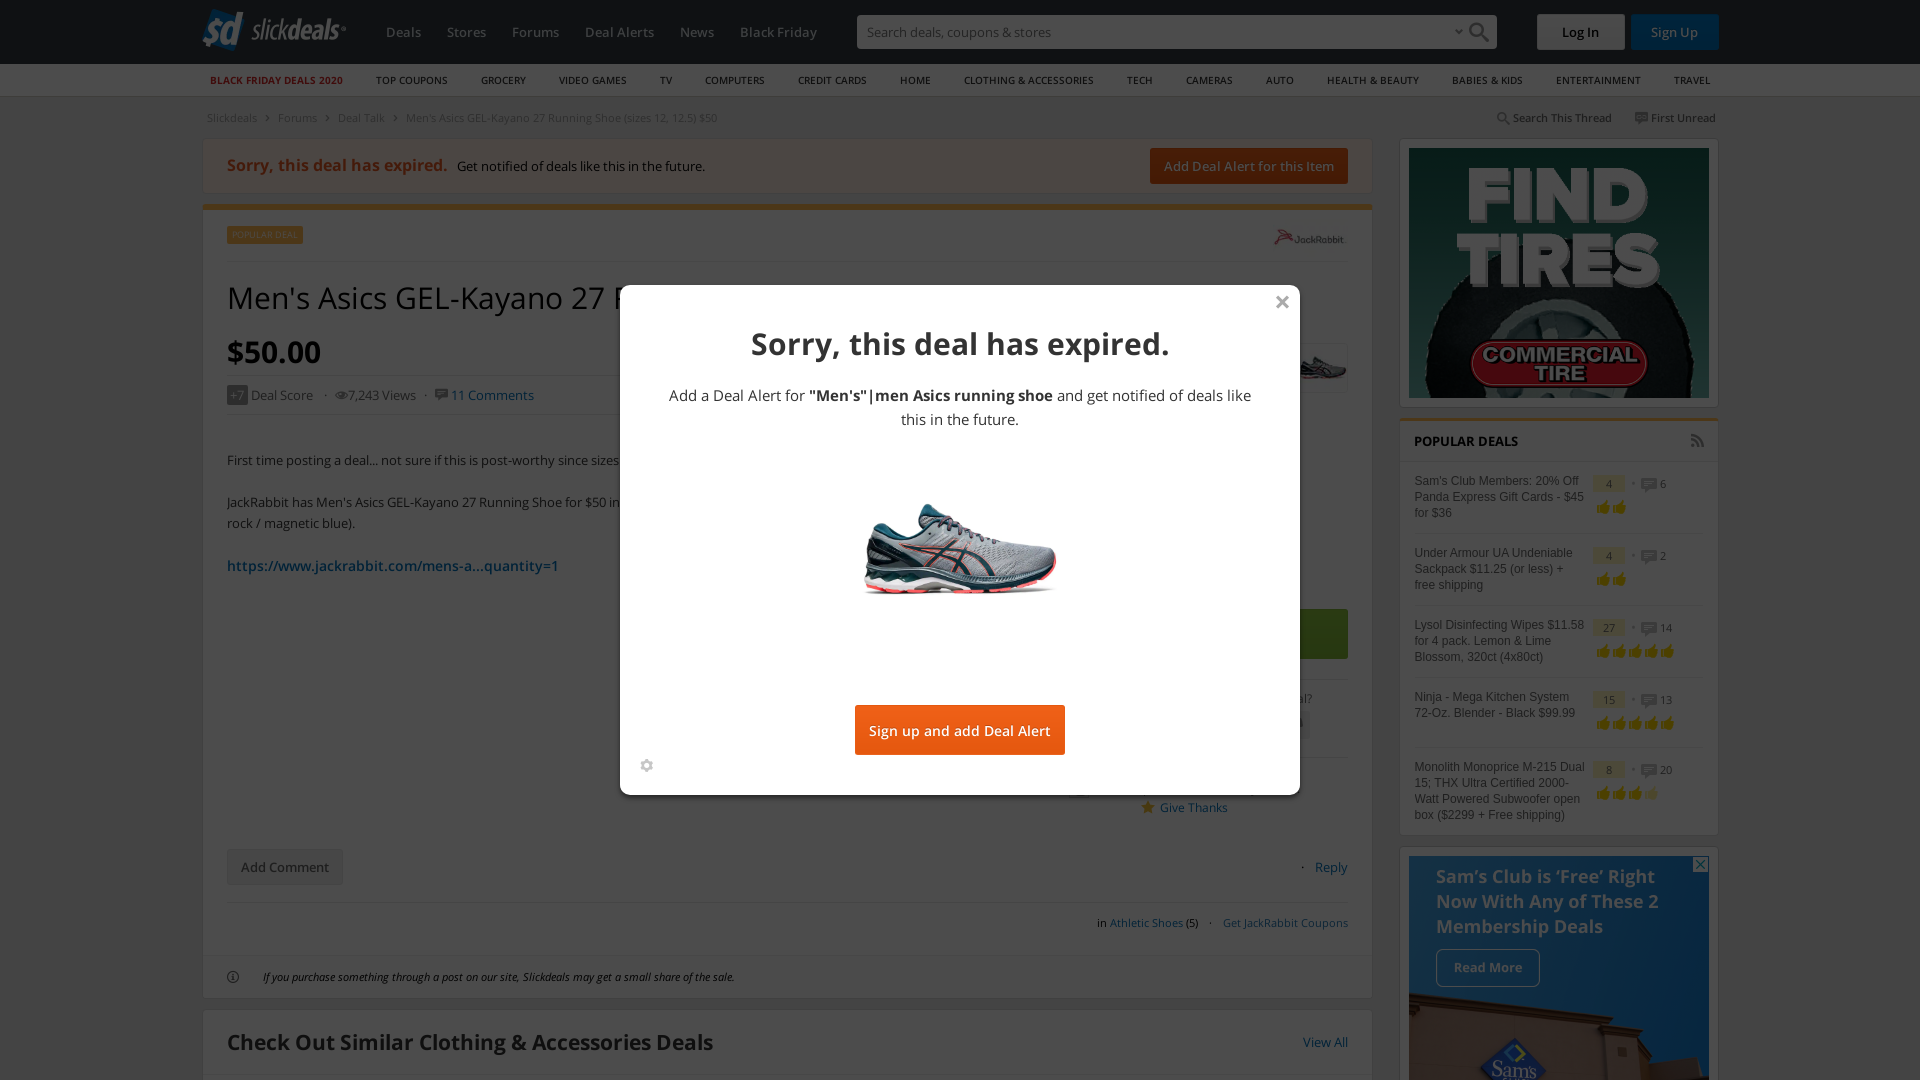 sd slickdeals
Deals Stores Forums Deal Alerts News Black Friday
Search deals, coupons & stores
Log In
Sign Up
BLACK FRIDAY DEALS 2020 TOP COUPONS GROCERY VIDEO GAMES TV COMPUTERS CREDIT CARDS HOME CLOTHING & ACCESSORIES TECH CAMERAS AUTO HEALTH & BEAUTY BABIES & KIDS ENTERTAINMENT TRAVEL
Slickdeals > Forums > Deal Talk > Men's Asics GEL-Kayano 27 Running Shoe (sizes 12, 12.5) $50
Search This Thread
First Unread
Sorry, this deal has expired. Get notified of deals like this in the future.
Add Deal Alert for this Item
POPULAR DEAL
JackRabbit
Men's Asics GEL-Kayano 27
$50.00
+7 Deal Score · 7,243 Views · 11 Comments
First time posting a deal... not sure if this is post-worthy since sizes
JackRabbit has Men's Asics GEL-Kayano 27 Running Shoe for $50 in
rock / magnetic blue).
https://www.jackrabbit.com/mens-a...quantity=1
Sorry, this deal has expired.
Add a Deal Alert for "Men's"|men Asics running shoe and get notified of deals like
this in the future.
Sign up and add Deal Alert
Give Thanks
Add Comment
· Reply
in Athletic Shoes (5) · Get JackRabbit Coupons
If you purchase something through a post on our site, Slickdeals may get a small share of the sale.
Check Out Similar Clothing & Accessories Deals
View All
FIND
TIRES
COMMERCIAL
TIRE
POPULAR DEALS
Sam's Club Members: 20% Off
Panda Express Gift Cards - $45
for $36
4 · 6
Under Armour UA Undeniable
Sackpack $11.25 (or less) +
free shipping
4 · 2
Lysol Disinfecting Wipes $11.58
for 4 pack. Lemon & Lime
Blossom, 320ct (4x80ct)
27 · 14
Ninja - Mega Kitchen System
72-Oz. Blender - Black $99.99
15 · 13
Monolith Monoprice M-215 Dual
15; THX Ultra Certified 2000-
Watt Powered Subwoofer open
box ($2299 + Free shipping)
8 · 20
Sam's Club is ‘Free’ Right
Now With Any of These 2
Membership Deals
Read More
Sam's